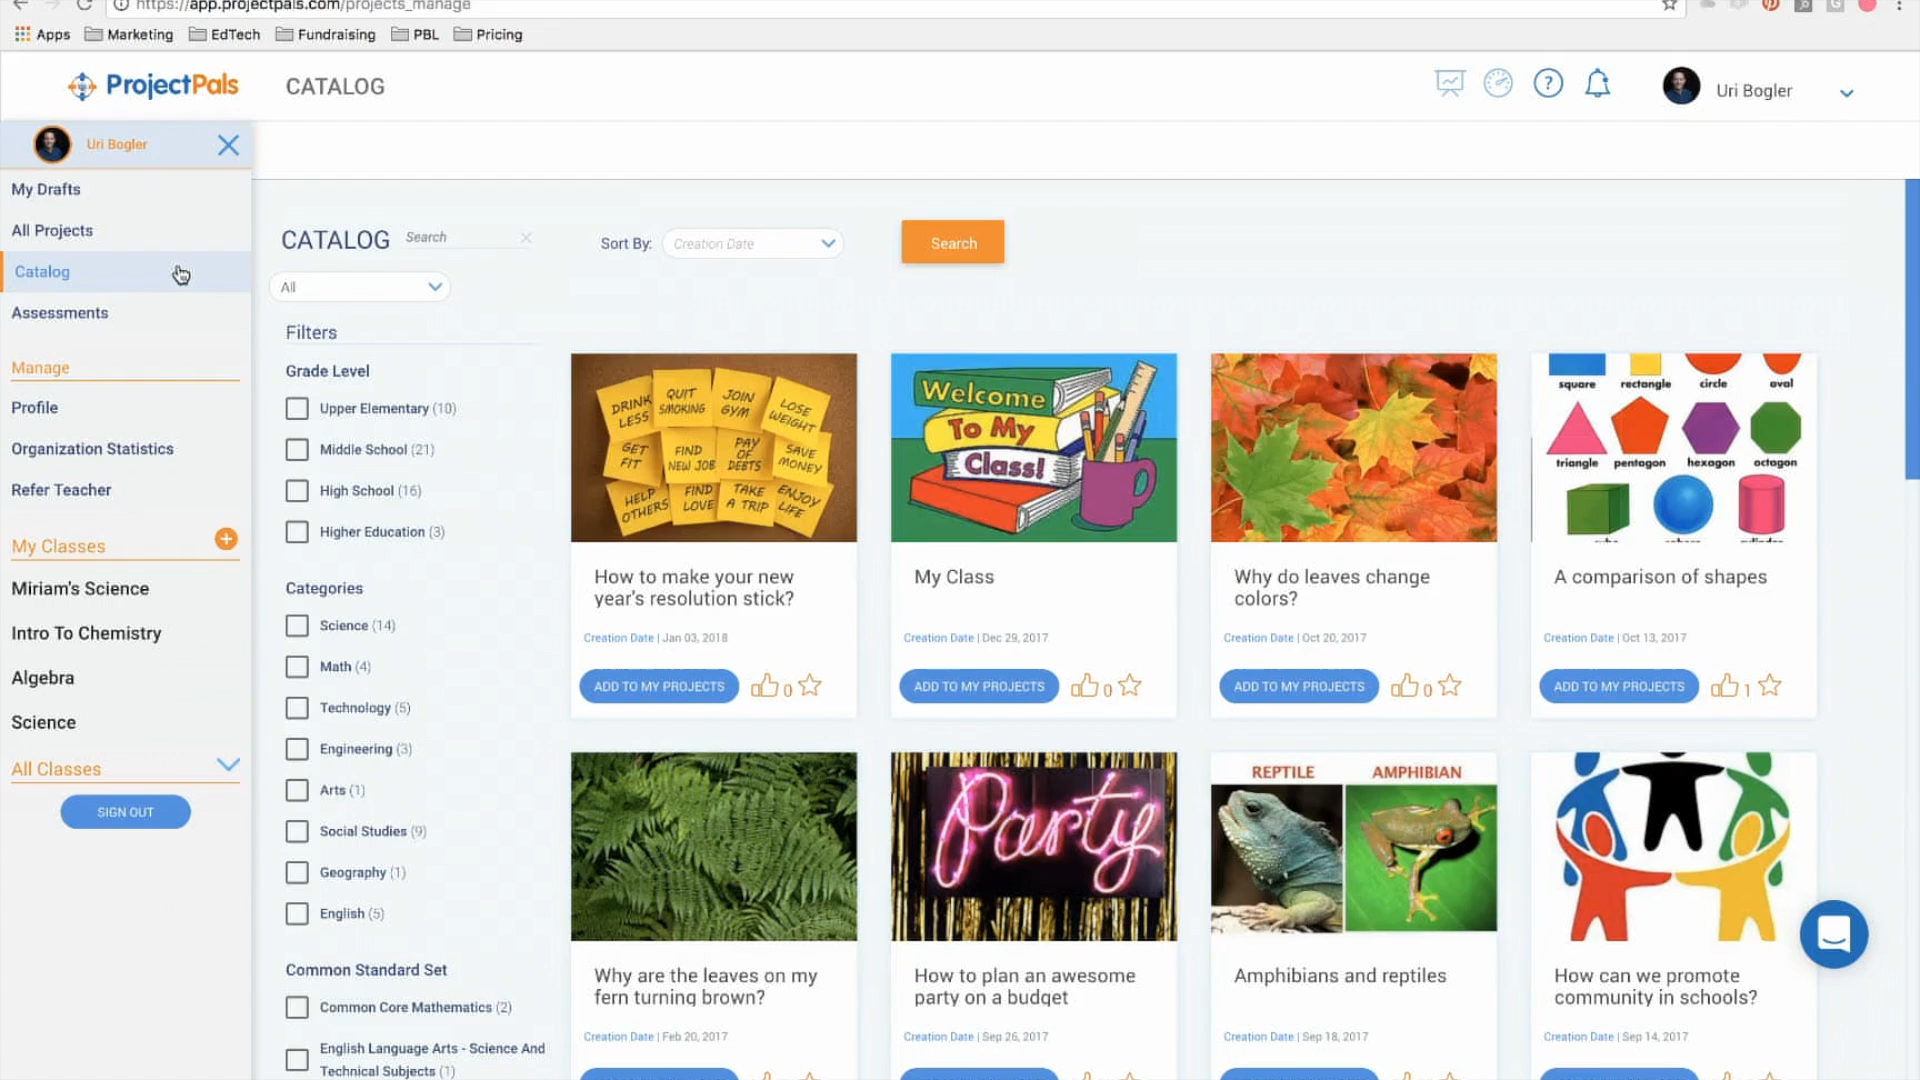 https://app.projectpals.com/projects_manage
Apps Marketing EdTech Fundraising PBL Pricing
ProjectPals CATALOG
? Uri Bogler
Uri Bogler
My Drafts
All Projects
Catalog
Assessments
Manage
Profile
Organization Statistics
Refer Teacher
My Classes
Miriam's Science
Intro To Chemistry
Algebra
Science
All Classes
SIGN OUT
CATALOG Search Sort By: Creation Date Search
All
Filters
Grade Level
Upper Elementary (10)
Middle School (21)
High School (16)
Higher Education (3)
Categories
Science (14)
Math (4)
Technology (5)
Engineering (3)
Arts (1)
Social Studies (9)
Geography (1)
English (5)
Common Standard Set
Common Core Mathematics (2)
English Language Arts - Science And
Technical Subjects (1)
DRINK LESS
QUIT SMOKING
JOIN GYM
LOSE WEIGHT
GET FIT
FIND NEW JOB
PAY OF DEBTS
SAVE MONEY
HELP OTHERS
FIND LOVE
TAKE A TRIP
ENJOY LIFE
How to make your new
year's resolution stick?
Creation Date | Jan 03, 2018
ADD TO MY PROJECTS 0
Welcome
To My
Class!
My Class
Creation Date | Dec 29, 2017
ADD TO MY PROJECTS 0
Why do leaves change
colors?
Creation Date | Oct 20, 2017
ADD TO MY PROJECTS 0
square rectangle circle oval
triangle pentagon hexagon octagon
A comparison of shapes
Creation Date | Oct 13, 2017
ADD TO MY PROJECTS 1
Why are the leaves on my
fern turning brown?
Creation Date | Feb 20, 2017
Party
How to plan an awesome
party on a budget
Creation Date | Sep 26, 2017
REPTILE AMPHIBIAN
Amphibians and reptiles
Creation Date | Sep 18, 2017
How can we promote
community in schools?
Creation Date | Sep 14, 2017